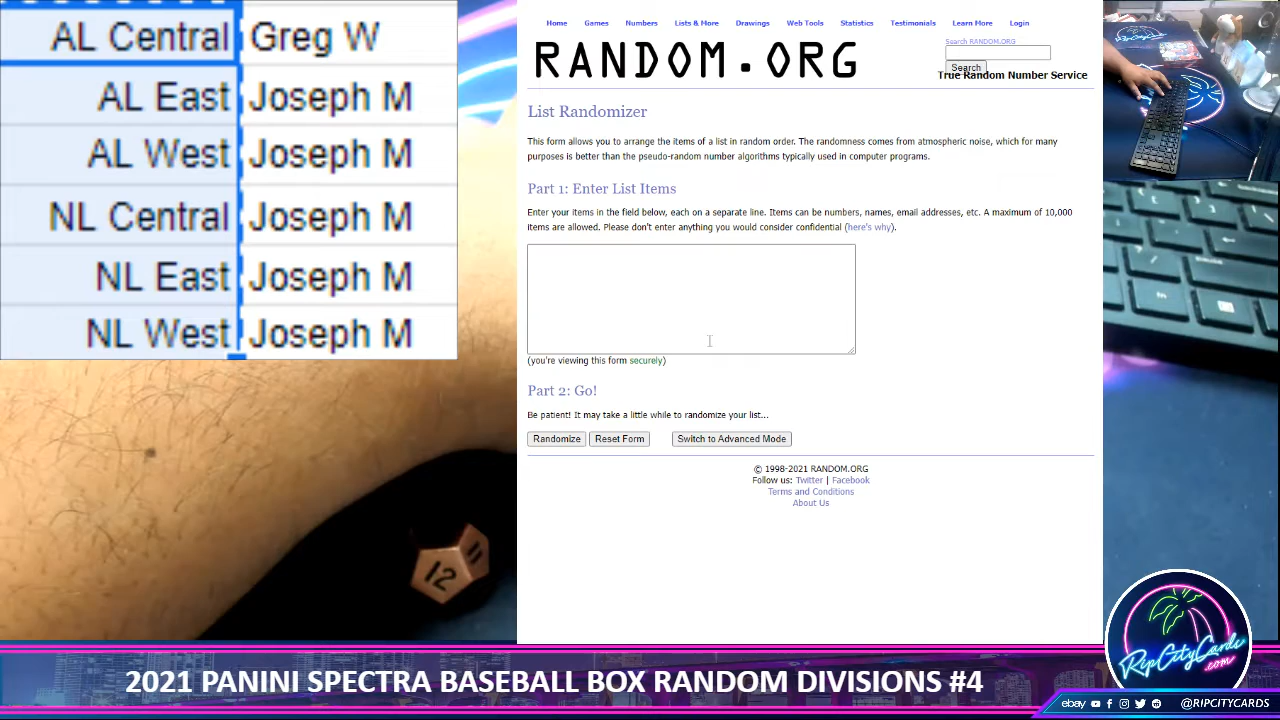 AL Central Greg W
AL East Joseph M
AL West Joseph M
NL Central Joseph M
NL East Joseph M
NL West Joseph M
Home Games Numbers Lists & More Drawings Web Tools Statistics Testimonials Learn More Login
Search RANDOM.ORG
RANDOM.ORG
Search
True Random Number Service
List Randomizer
This form allows you to arrange the items of a list in random order. The randomness comes from atmospheric noise, which for many
purposes is better than the pseudo-random number algorithms typically used in computer programs.
Part 1: Enter List Items
Enter your items in the field below, each on a separate line. Items can be numbers, names, email addresses, etc. A maximum of 10,000
items are allowed. Please don't enter anything you would consider confidential (here's why).
(you're viewing this form securely)
Part 2: Go!
Be patient! It may take a little while to randomize your list...
Randomize Reset Form Switch to Advanced Mode
© 1998-2021 RANDOM.ORG
Follow us: Twitter | Facebook
Terms and Conditions
About Us
12
11
2021 PANINI SPECTRA BASEBALL BOX RANDOM DIVISIONS #4
RipCityCards
.com
ebay @RIPCITYCARDS